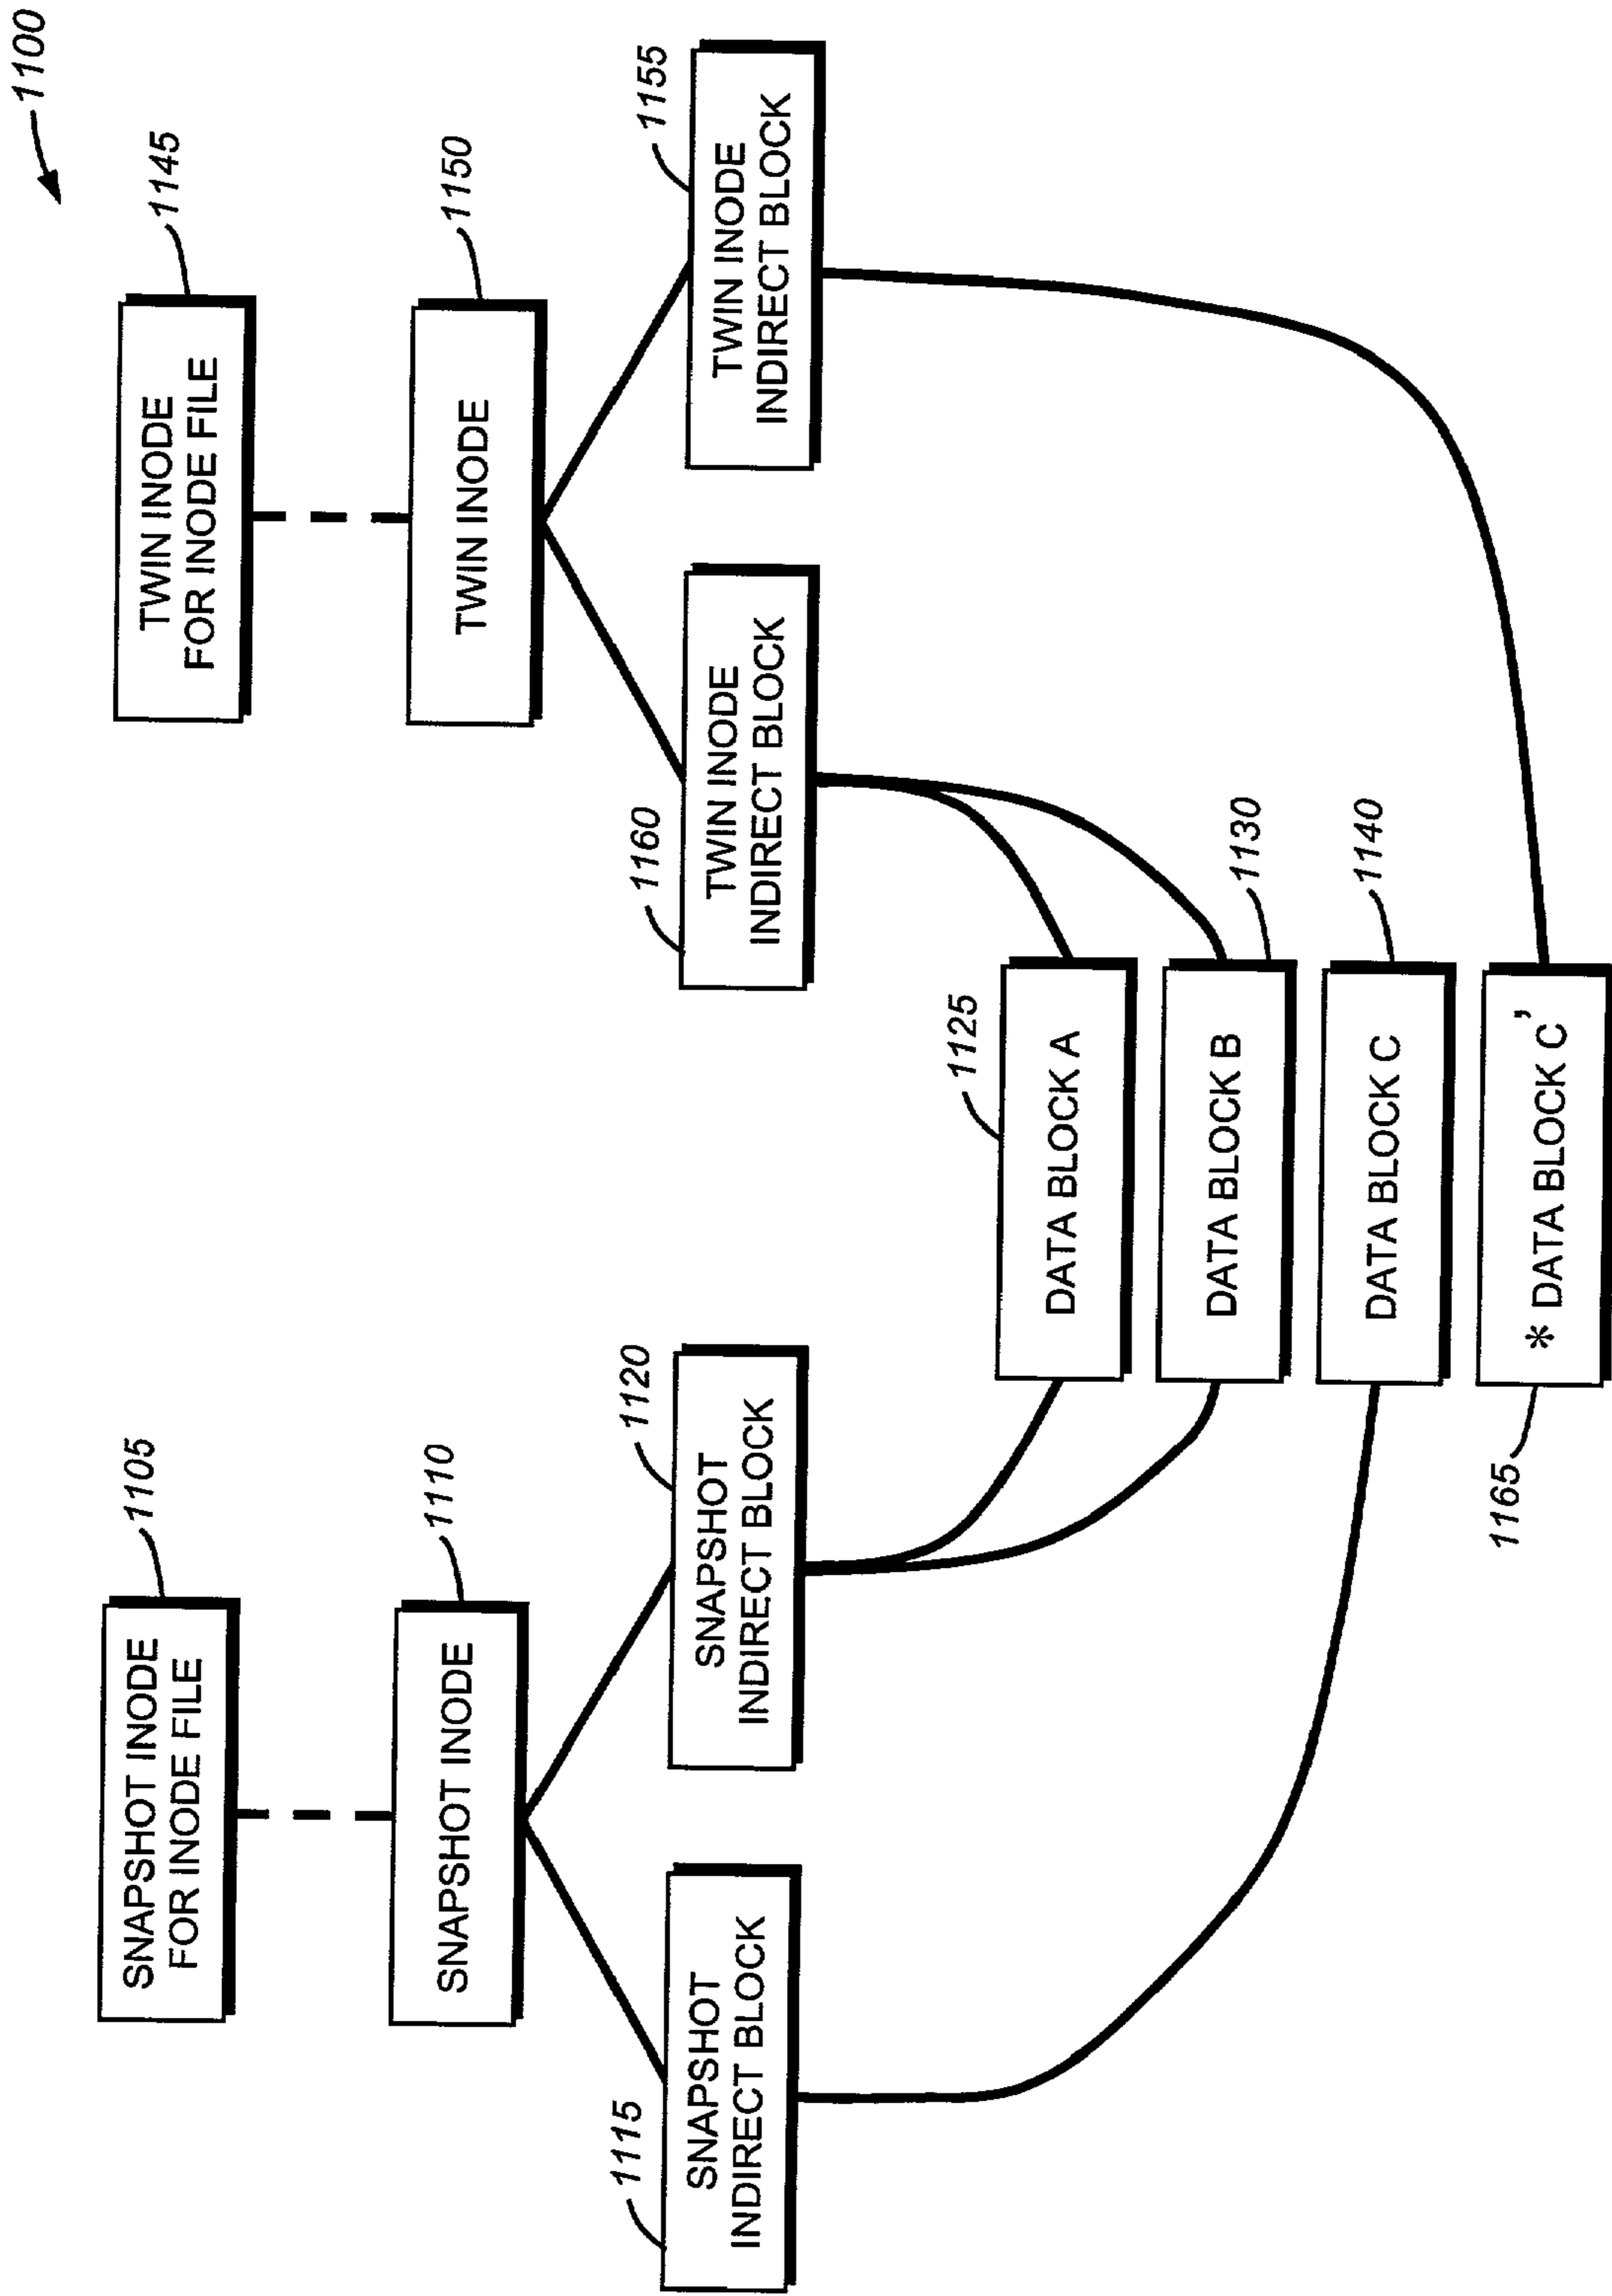 1100
1105
SNAPSHOT INODE
FOR INODE FILE
1145
TWIN INODE
FOR INODE FILE
1110
SNAPSHOT INODE
1150
TWIN INODE
1115
SNAPSHOT
INDIRECT BLOCK
1120
SNAPSHOT
INDIRECT BLOCK
1160
TWIN INODE
INDIRECT BLOCK
1155
TWIN INODE
INDIRECT BLOCK
1125
DATA BLOCK A
1130
DATA BLOCK B
1140
DATA BLOCK C
1165
* DATA BLOCK C'